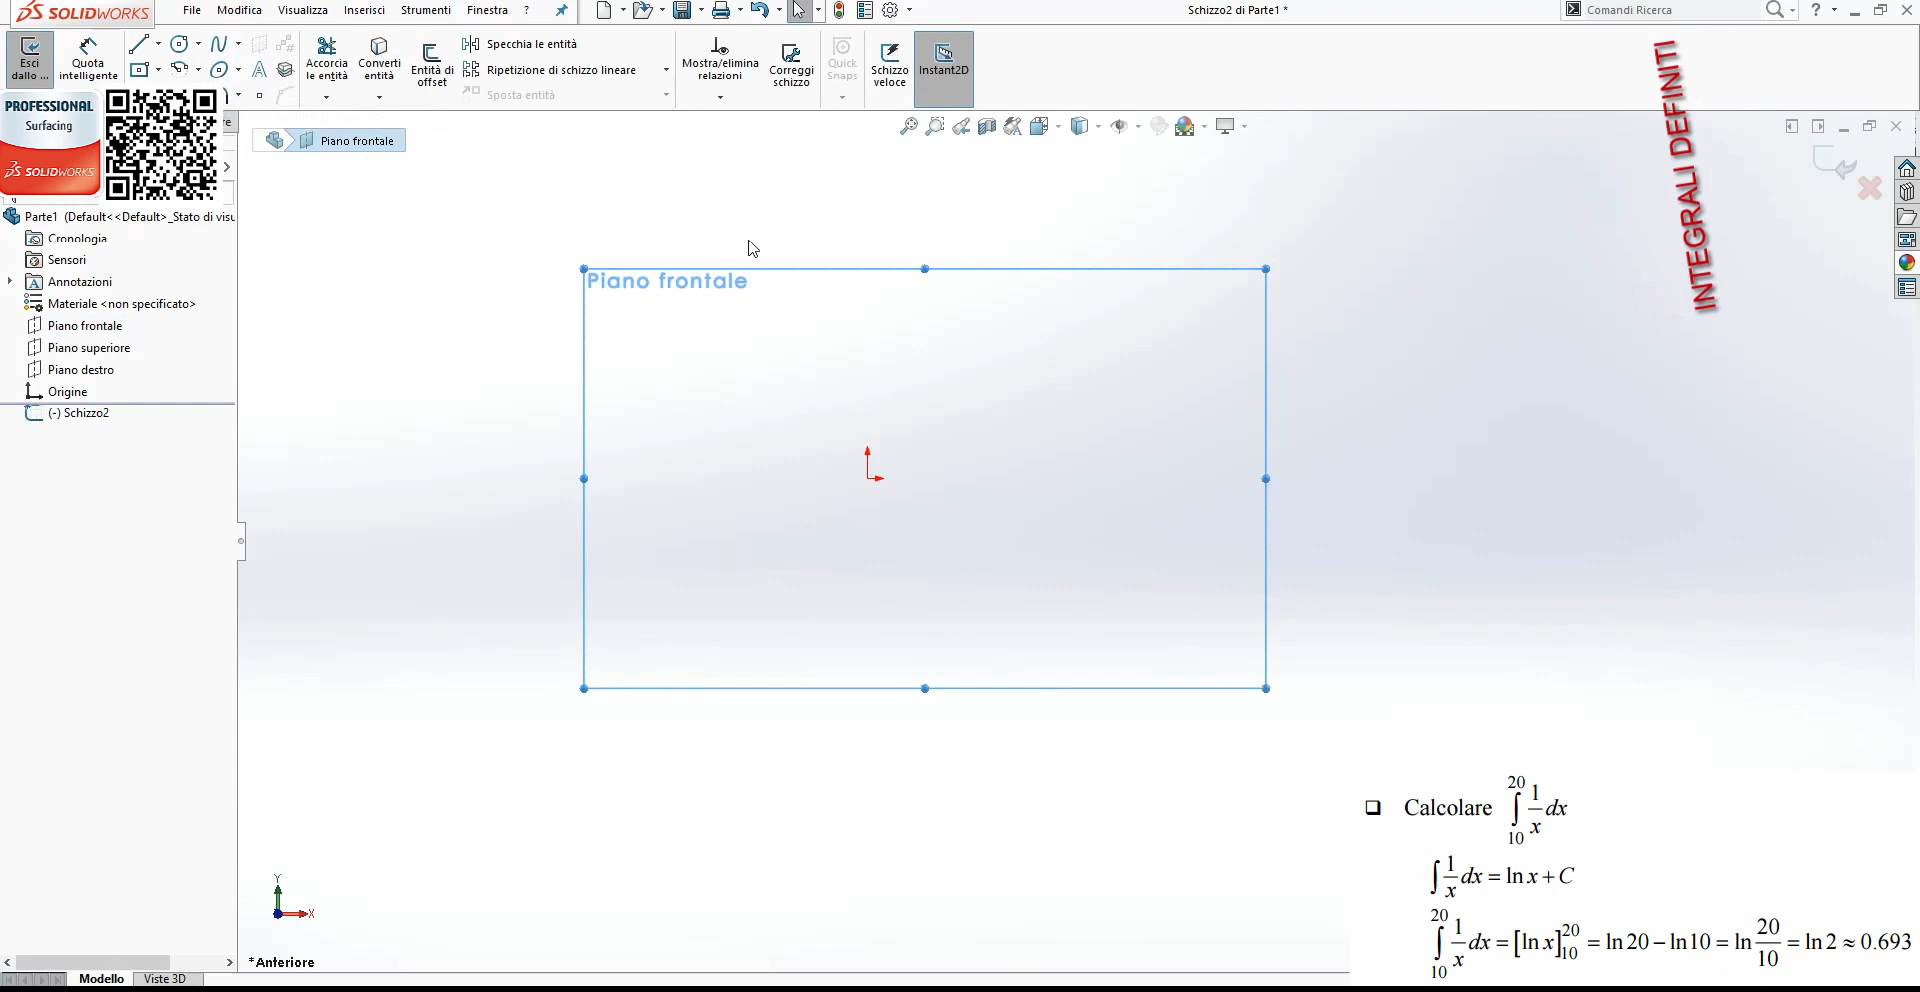 SOLIDWORKS File Modifica Visualizza Inserisci Strumenti Finestra ? Schizzo2 di Parte1 * Comandi Ricerca ?
Esci dallo ...
Quota intelligente
Accorcia le entità
Converti entità
Entità di offset
Specchia le entità
Ripetizione di schizzo lineare
Sposta entità
Mostra/elimina relazioni
Correggi schizzo
Quick Snaps
Schizzo veloce
Instant2D
INTEGRALI DEFINITI
PROFESSIONAL
Surfacing
SOLIDWORKS
re
Piano frontale
Parte1 (Default<<Default>_Stato di visu
Cronologia
Sensori
Annotazioni
Materiale <non specificato>
Piano frontale
Piano superiore
Piano destro
Origine
(-) Schizzo2
Piano frontale
Y
X
*Anteriore
Modello Viste 3D
❑ Calcolare ∫₁₀²⁰ 1/x dx
∫ 1/x dx = ln x + C
∫₁₀²⁰ 1/x dx = [ln x]₁₀²⁰ = ln 20 − ln 10 = ln 20/10 = ln 2 ≈ 0.693